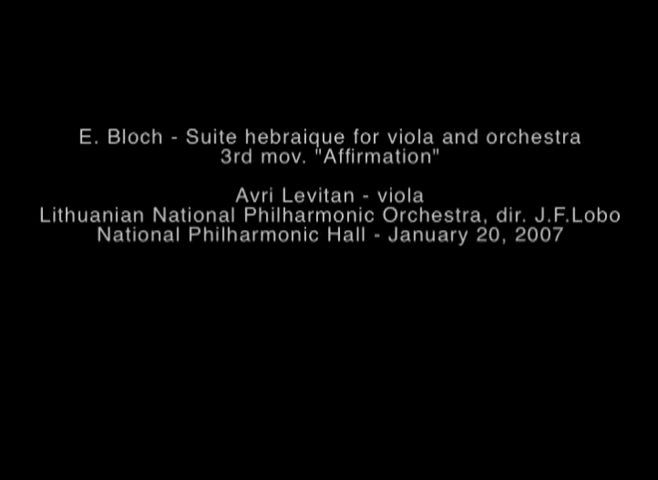 E. Bloch - Suite hebraique for viola and orchestra
3rd mov. "Affirmation"
Avri Levitan - viola
Lithuanian National Philharmonic Orchestra, dir. J.F.Lobo
National Philharmonic Hall - January 20, 2007